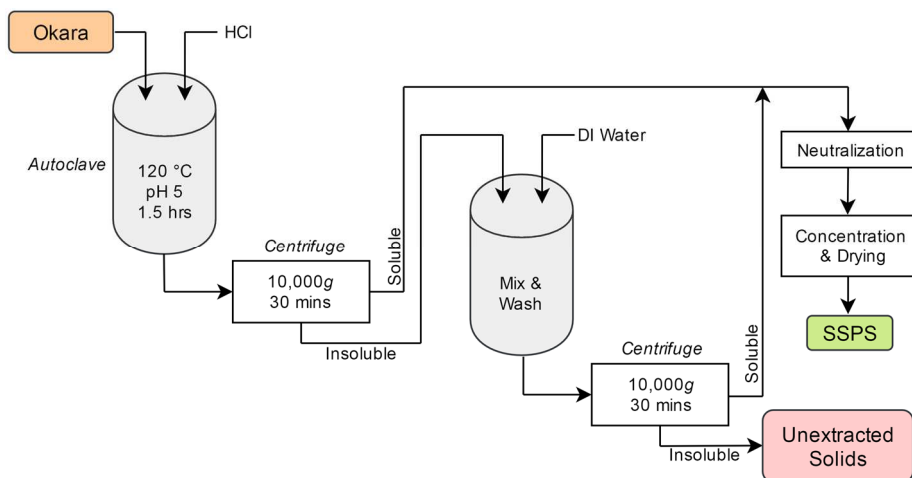 Okara
HCl
Autoclave
120 °C
pH 5
1.5 hrs
Centrifuge
10,000g
30 mins
Soluble
Insoluble
DI Water
Mix &
Wash
Centrifuge
10,000g
30 mins
Soluble
Insoluble
Neutralization
Concentration
& Drying
SSPS
Unextracted
Solids